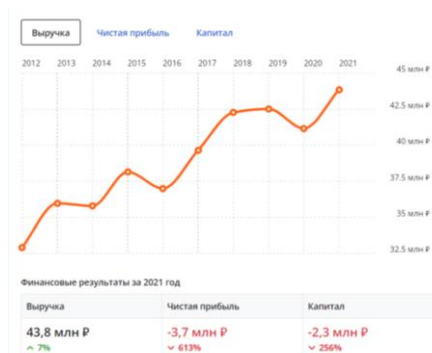 Выручка Чистая прибыль Капитал
2012 2013 2014 2015 2016 2017 2018 2019 2020 2021
45 млн ₽
42.5 млн ₽
40 млн ₽
37.5 млн ₽
35 млн ₽
32.5 млн ₽
Финансовые результаты за 2021 год
Выручка Чистая прибыль Капитал
43,8 млн ₽ -3,7 млн ₽ -2,3 млн ₽
7% 613% 256%